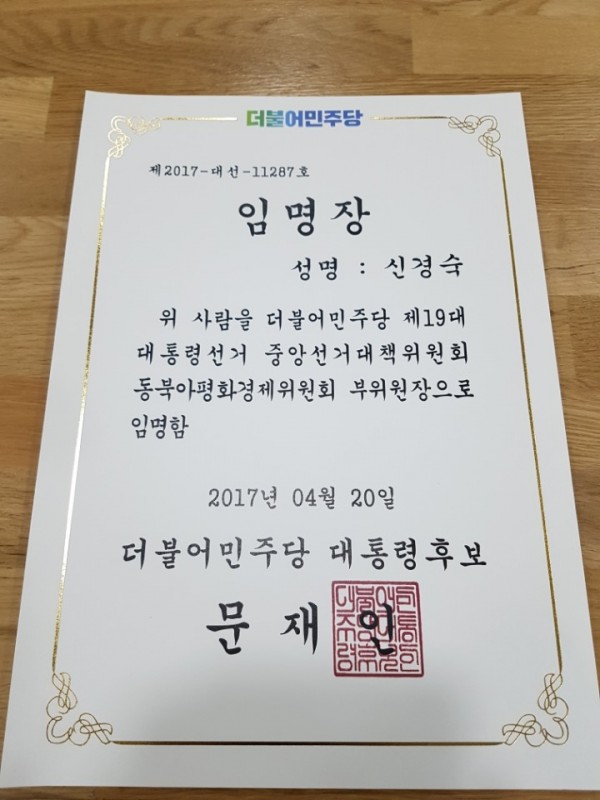 더불어민주당
제2017-대선-11287호
임명장
성명 : 신경숙
위 사람을 더불어민주당 제19대
대통령선거 중앙선거대책위원회
동북아평화경제위원회 부위원장으로
임명함
2017년 04월 20일
더불어민주당 대통령후보
문재인